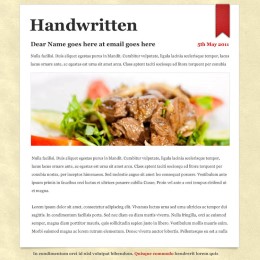 Handwritten
Dear Name goes here at email goes here
7th May 2011
Nulla facilisi. Nuis aliquet egestas purus in blandit. Curabitur vulputate, ligula lacinia scelerisque tempor,
lacus lacus ornare ante, ac egestas est urna sit amet arcu. Class aptent taciti sociosqu ad litora torquent per conubia
Nulla facilisi. Nuis aliquet egestas purus in blandit. Curabitur vulputate, ligula lacinia scelerisque tempor,
lacus lacus ornare ante, ac egestas est urna sit amet arcu. Class aptent taciti sociosqu ad litora
torquent per conubia nostra, per inceptos himenaeos. Sed molestie augue sit amet leo consequat posuere. Vestibulum ante
ipsum primis in faucibus orci luctus et ultrices posuere cubilia Curae; Proin vel ante a orci tempus eleifend ut
et magna.
Lorem ipsum dolor sit amet, consectetur adipiscing elit. Vivamus luctus urna sed urna ultricies ac tempor dui
sagittis. In condimentum facilisis porta. Sed nec diam eu diam mattis viverra. Nulla fringilla, orci ac euismod
semper, magna diam porttitor mauris, quis sollicitudin sapien justo in libero. Vestibulum mollis mauris enim. Morbi
euismod magna ac lorem rutrum elementum. Donec viverra auctor lobortis. Pellentesque eu est a nulla
In condimentum orci id nisl volutpat bibendum. Quisque commodo hendrerit lorem quis